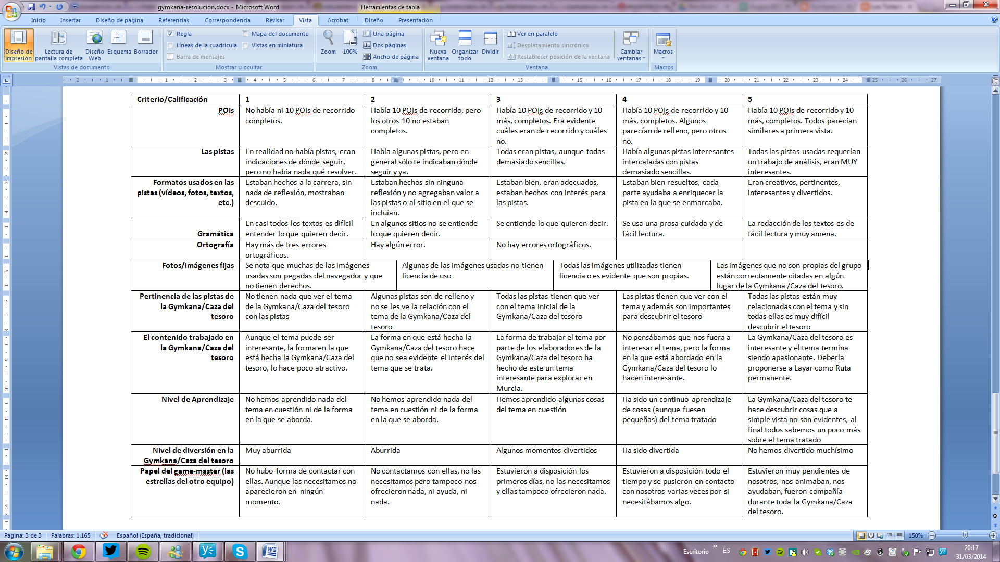 gymkana-resolucion.docx - Microsoft Word
Herramientas de tabla
Inicio
Insertar
Diseño de página
Referencias
Correspondencia
Revisar
Vista
Acrobat
Diseño
Presentación
Diseño de impresión
Lectura de pantalla completa
Diseño Web
Esquema
Borrador
Vistas de documento
Regla
Líneas de la cuadrícula
Barra de mensajes
Mapa del documento
Vistas en miniatura
Mostrar u ocultar
Zoom
100%
Una página
Dos páginas
Ancho de página
Zoom
Nueva ventana
Organizar todo
Dividir
Ver en paralelo
Desplazamiento sincrónico
Restablecer posición de la ventana
Cambiar ventanas
Ventana
Macros
Macros
Criterio/Calificación
1
2
3
4
5
POIs
No había ni 10 POIs de recorrido
completos.
Había 10 POIs de recorrido, pero
los otros 10 no estaban
completos.
Había 10 POIs de recorrido y 10
más, completos. Era evidente
cuáles eran de recorrido y cuáles
no.
Había 10 POIs de recorrido y 10
más, completos. Algunos
parecían de relleno, pero otros
no.
Había 10 POIs de recorrido y 10
más, completos. Todos parecían
similares a primera vista.
Las pistas
En realidad no había pistas, eran
indicaciones de dónde seguir,
pero no había nada qué resolver.
Había algunas pistas, pero en
general sólo te indicaban dónde
seguir y ya.
Todas eran pistas, aunque todas
demasiado sencillas.
Había algunas pistas interesantes
intercaladas con pistas
demasiado sencillas.
Todas las pistas usadas requerían
un trabajo de análisis, eran MUY
interesantes.
Formatos usados en las
pistas (vídeos, fotos, textos,
etc.)
Estaban hechos a la carrera, sin
nada de reflexión, mostraban
descuido.
Estaban hechos sin ninguna
reflexión y no agregaban valor a
las pistas o al sitio en el que se
incluían.
Estaban bien, eran adecuados,
estaban hechos con interés para
las pistas.
Estaban bien resueltos, cada
parte ayudaba a enriquecer la
pista en la que se enmarcaba.
Eran creativos, pertinentes,
interesantes y divertidos.
Gramática
En casi todos los textos es difícil
entender lo que quieren decir.
En algunos sitios no se entiende
lo que quieren decir.
Se entiende lo que quieren decir.
Se usa una prosa cuidada y de
fácil lectura.
La redacción de los textos es de
fácil lectura y muy amena.
Ortografía
Hay más de tres errores
ortográficos.
Hay algún error.
No hay errores ortográficos.
Fotos/imágenes fijas
Se nota que muchas de las imágenes
usadas son pegadas del navegador y que
no tienen derechos.
Algunas de las imágenes usadas no tienen
licencia de uso
Todas las imágenes utilizadas tienen
licencia o es evidente que son propias.
Las imágenes que no son propias del grupo
están correctamente citadas en algún
lugar de la Gymkana /Caza del tesoro.
Pertinencia de las pistas de
la Gymkana/Caza del
tesoro
No tienen nada que ver el tema
de la Gymkana/Caza del tesoro
con las pistas
Algunas pistas son de relleno y
no se les ve la relación con el
tema de la Gymkana/Caza del
tesoro
Todas las pistas tienen que ver
con el tema inicial de la
Gymkana/Caza del tesoro
Las pistas tienen que ver con el
tema y además son importantes
para descubrir el tesoro
Todas las pistas están muy
relacionadas con el tema y sin
todas ellas es muy difícil
descubrir el tesoro
El contenido trabajado en
la Gymkana/Caza del
tesoro
Aunque el tema puede ser
interesante, la forma en la que
está hecha la Gymkana/Caza del
tesoro, lo hace poco atractivo.
La forma en que está hecha la
Gymkana/Caza del tesoro hace
que no sea evidente el interés del
tema que se trata.
La forma de trabajar el tema por
parte de los elaboradores de la
Gymkana/Caza del tesoro ha
hecho de este un tema
interesante para explorar en
Murcia.
No pensábamos que nos fuera a
interesar el tema, pero la forma
en la que está abordado en la
Gymkana/Caza del tesoro lo
hacen interesante.
La Gymkana/Caza del tesoro es
interesante y el tema termina
siendo apasionante. Debería
proponerse a Layar como Ruta
permanente.
Nivel de Aprendizaje
No hemos aprendido nada del
tema en cuestión ni de la forma
en la que se aborda.
No hemos aprendido nada del
tema en cuestión ni de la forma
en la que se aborda.
Hemos aprendido algunas cosas
del tema en cuestión
Ha sido un continuo aprendizaje
de cosas (aunque fuesen
pequeñas) del tema tratado
La Gymkana/Caza del tesoro te
hace descubrir cosas que a
simple vista no son evidentes, al
final todos sabemos un poco más
sobre el tema tratado
Nivel de diversión en la
Gymkana/Caza del tesoro
Muy aburrida
Aburrida
Algunos momentos divertidos
Ha sido divertida
No hemos divertido muchísimo
Papel del game-master (las
estrellas del otro equipo)
No hubo forma de contactar con
ellas. Aunque las necesitamos no
aparecieron en ningún
momento.
No contactamos con ellas, no las
necesitamos pero tampoco nos
ofrecieron nada, ni ayuda, ni
nada.
Estuvieron a disposición los
primeros días, no las necesitamos
y ellas tampoco ofrecieron nada.
Estuvieron a disposición todo el
tiempo y se pusieron en contacto
con nosotros varias veces por si
necesitábamos algo.
Estuvieron muy pendientes de
nosotros, nos animaban, nos
ayudaban, fueron compañía
durante toda la Gymkana/Caza
del tesoro.
Página: 3 de 3
Palabras: 1.165
Español (España, tradicional)
150%
Escritorio
ES
20:17
31/03/2014